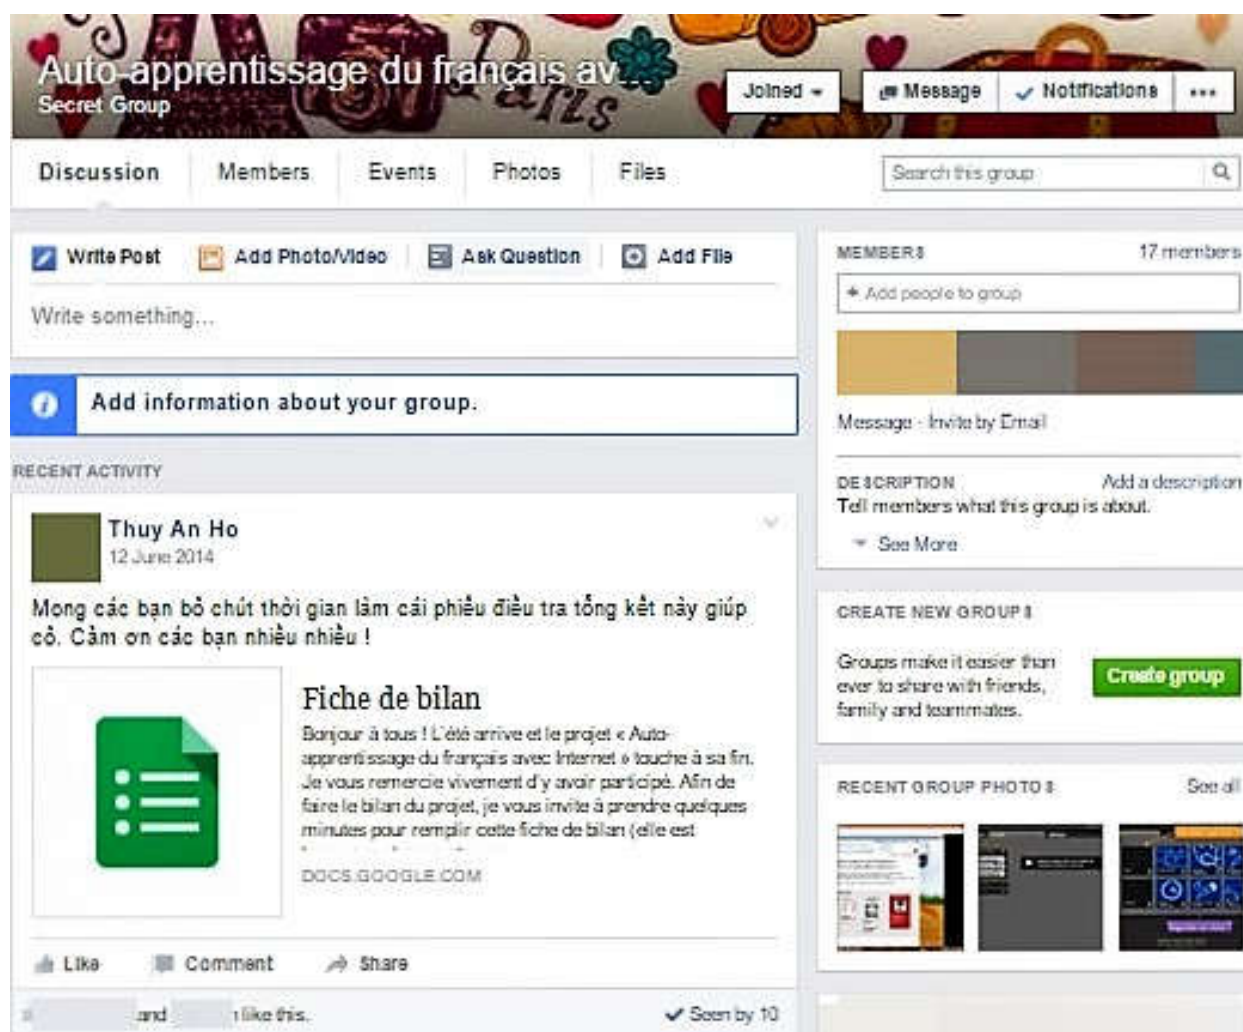 Paris
Auto-apprentissage du français av...
Secret Group
Joined
Message
Notifications
Discussion
Members
Events
Photos
Files
Search this group
Write Post
Add Photo/Video
Ask Question
Add File
Write something...
Add information about your group.
RECENT ACTIVITY
Thuy An Ho
12 June 2014
Mong các bạn bỏ chút thời gian làm cái phiếu điều tra tổng kết này giúp
cô. Cảm ơn các bạn nhiều nhiều !
Fiche de bilan
Bonjour à tous ! L'été arrive et le projet « Auto-
apprentissage du français avec Internet » touche à sa fin.
Je vous remercie vivement d'y avoir participé. Afin de
faire le bilan du projet, je vous invite à prendre quelques
minutes pour remplir cette fiche de bilan (elle est
DOCS.GOOGLE.COM
Like
Comment
Share
and
like this.
Seen by 10
MEMBERS
17 members
+ Add people to group
Message · Invite by Email
DESCRIPTION
Add a description
Tell members what this group is about.
See More
CREATE NEW GROUPS
Groups make it easier than
ever to share with friends,
family and teammates.
Create group
RECENT GROUP PHOTOS
See all